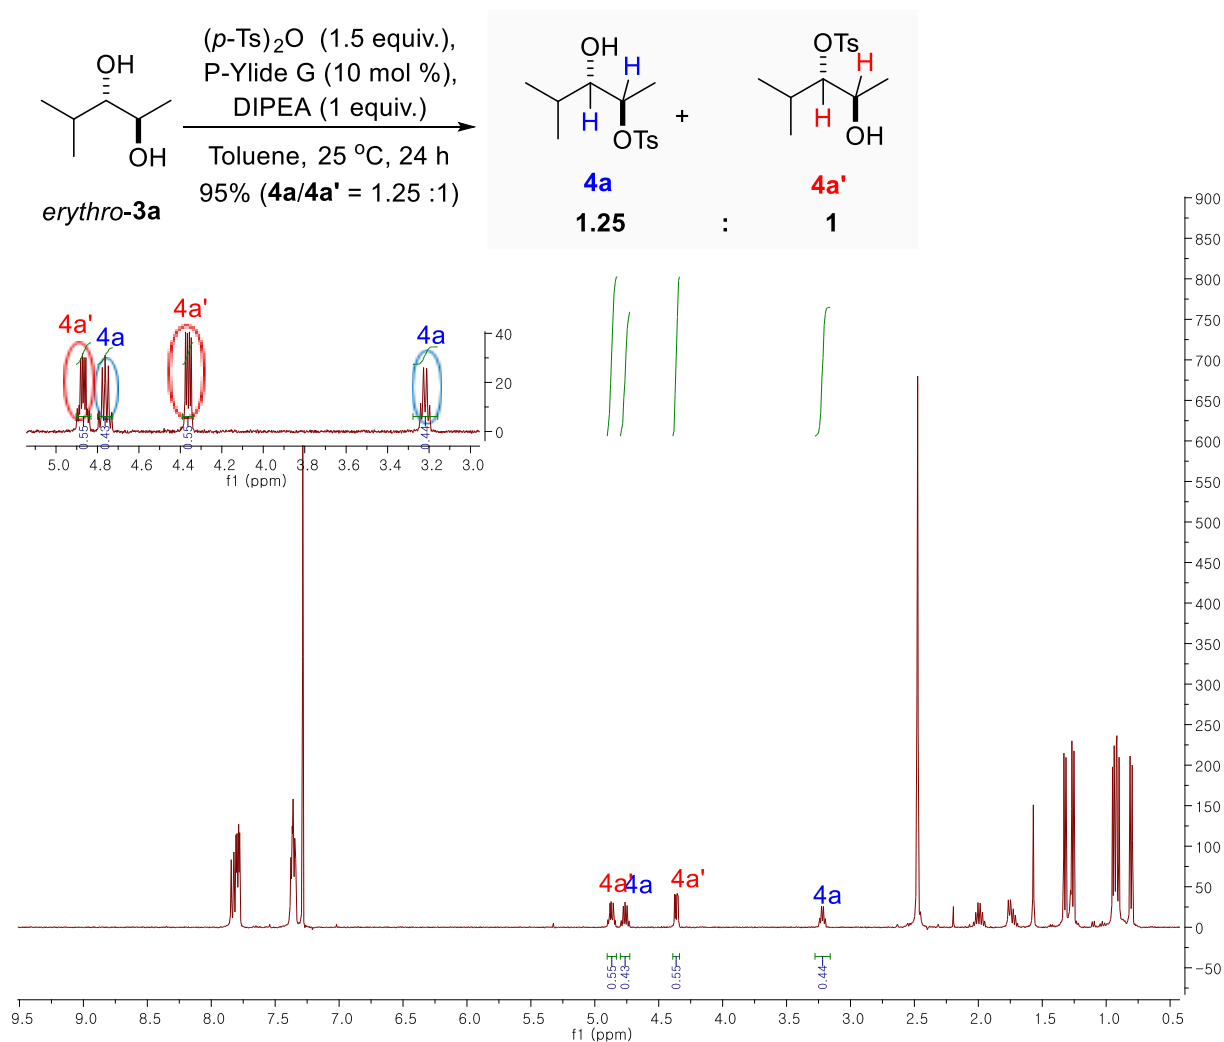 OH
OH
erythro-3a
(p-Ts)2O (1.5 equiv.),
P-Ylide G (10 mol %),
DIPEA (1 equiv.)
Toluene, 25 oC, 24 h
95% (4a/4a' = 1.25 :1)
OH
H
H
OTs
4a
1.25
+
:
OTs
H
H
OH
4a'
1
4a'
4a
4a'
4a
40
20
0
0.55
0.43
0.55
0.44
5.0 4.8 4.6 4.4 4.2 4.0 3.8 3.6 3.4 3.2 3.0
f1 (ppm)
900
850
800
750
700
650
600
550
500
450
400
350
300
250
200
150
100
50
0
-50
4a'
4a
4a'
4a
0.55
0.43
0.55
0.44
9.5 9.0 8.5 8.0 7.5 7.0 6.5 6.0 5.5 5.0 4.5 4.0 3.5 3.0 2.5 2.0 1.5 1.0 0.5
f1 (ppm)